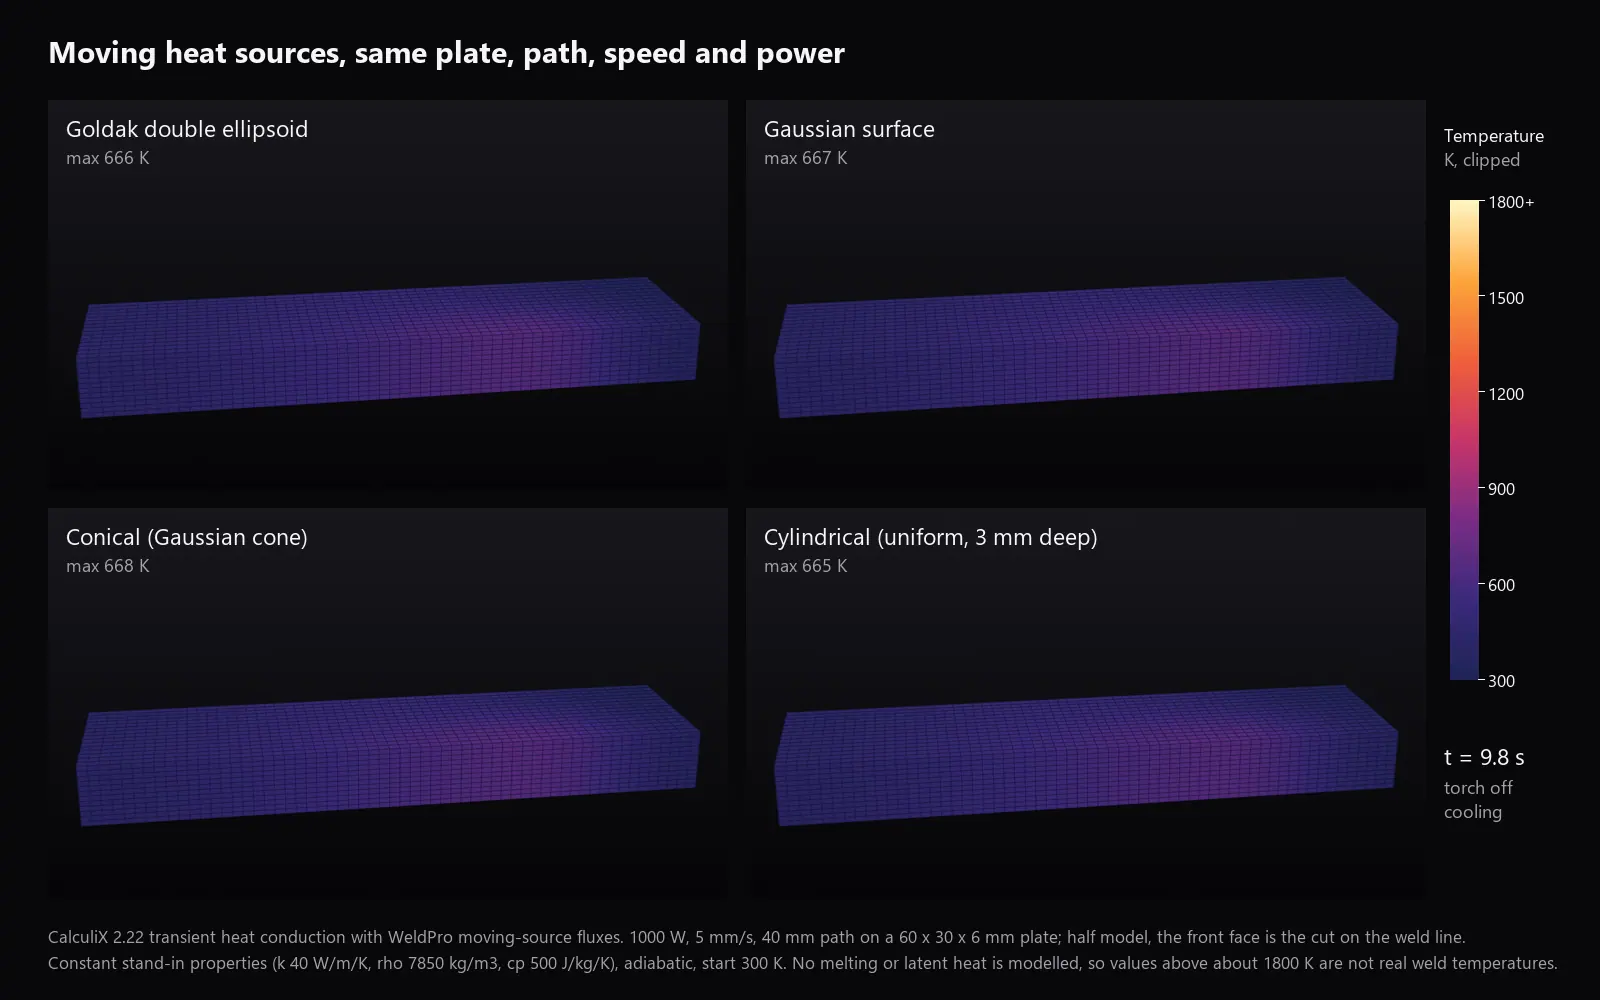 Moving heat sources, same plate, path, speed and power
Goldak double ellipsoid
max 666 K
Gaussian surface
max 667 K
Temperature
K, clipped
1800+
1500
1200
900
600
300
Conical (Gaussian cone)
max 668 K
Cylindrical (uniform, 3 mm deep)
max 665 K
t = 9.8 s
torch off
cooling
CalculiX 2.22 transient heat conduction with WeldPro moving-source fluxes. 1000 W, 5 mm/s, 40 mm path on a 60 x 30 x 6 mm plate; half model, the front face is the cut on the weld line.
Constant stand-in properties (k 40 W/m/K, rho 7850 kg/m3, cp 500 J/kg/K), adiabatic, start 300 K. No melting or latent heat is modelled, so values above about 1800 K are not real weld temperatures.